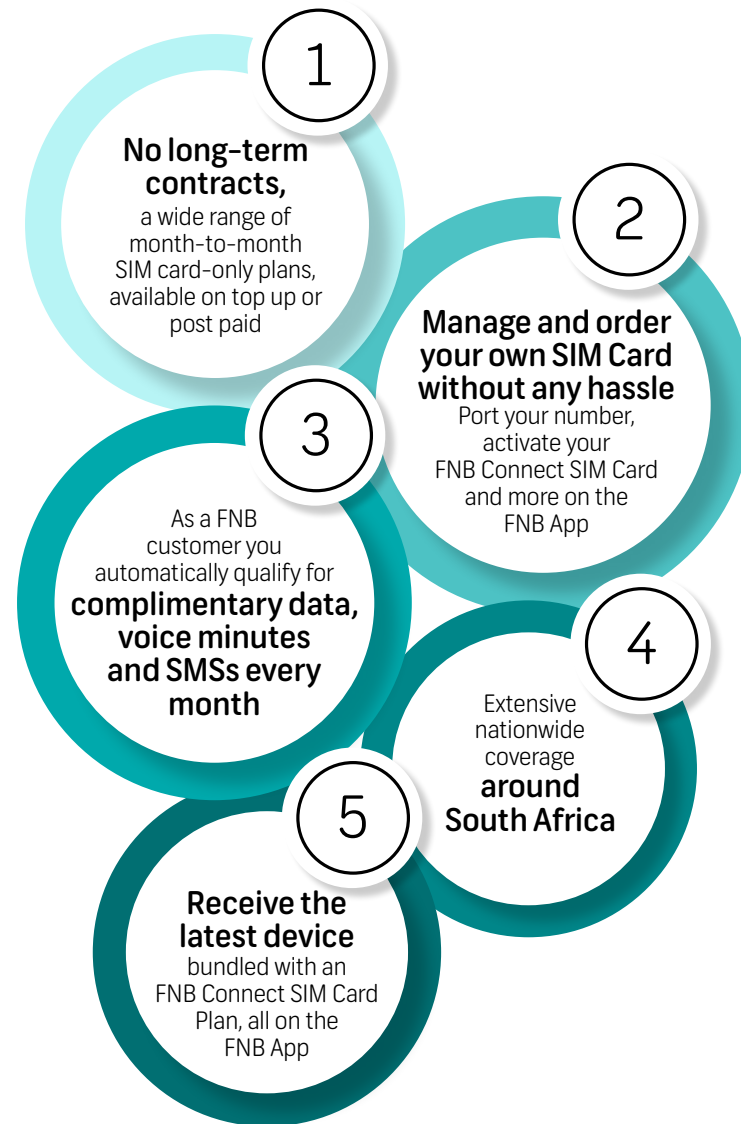 1
No long-term
contracts,
a wide range of
month-to-month
SIM card-only plans,
available on top up or
post paid
2
Manage and order
your own SIM Card
without any hassle
Port your number,
activate your
FNB Connect SIM Card
and more on the
FNB App
3
As a FNB
customer you
automatically qualify for
complimentary data,
voice minutes
and SMSs every
month
4
Extensive
nationwide
coverage
around
South Africa
5
Receive the
latest device
bundled with an
FNB Connect SIM Card
Plan, all on the
FNB App